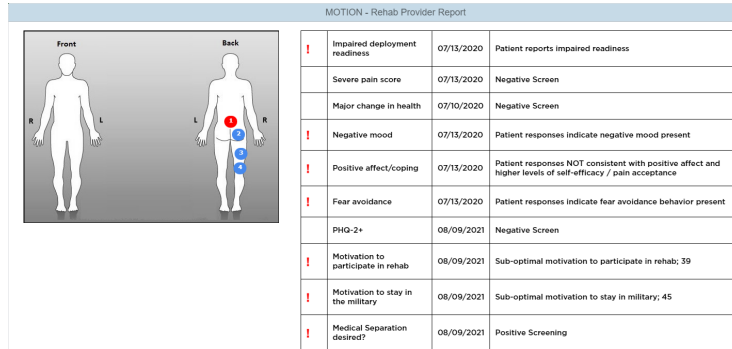 MOTION - Rehab Provider Report
Front Back
R L L R
1
2
3
4
! Impaired deployment readiness 07/13/2020 Patient reports impaired readiness
Severe pain score 07/13/2020 Negative Screen
Major change in health 07/10/2020 Negative Screen
! Negative mood 07/13/2020 Patient responses indicate negative mood present
! Positive affect/coping 07/13/2020 Patient responses NOT consistent with positive affect and higher levels of self-efficacy / pain acceptance
! Fear avoidance 07/13/2020 Patient responses indicate fear avoidance behavior present
PHQ-2+ 08/09/2021 Negative Screen
! Motivation to participate in rehab 08/09/2021 Sub-optimal motivation to participate in rehab; 39
! Motivation to stay in the military 08/09/2021 Sub-optimal motivation to stay in military; 45
! Medical Separation desired? 08/09/2021 Positive Screening